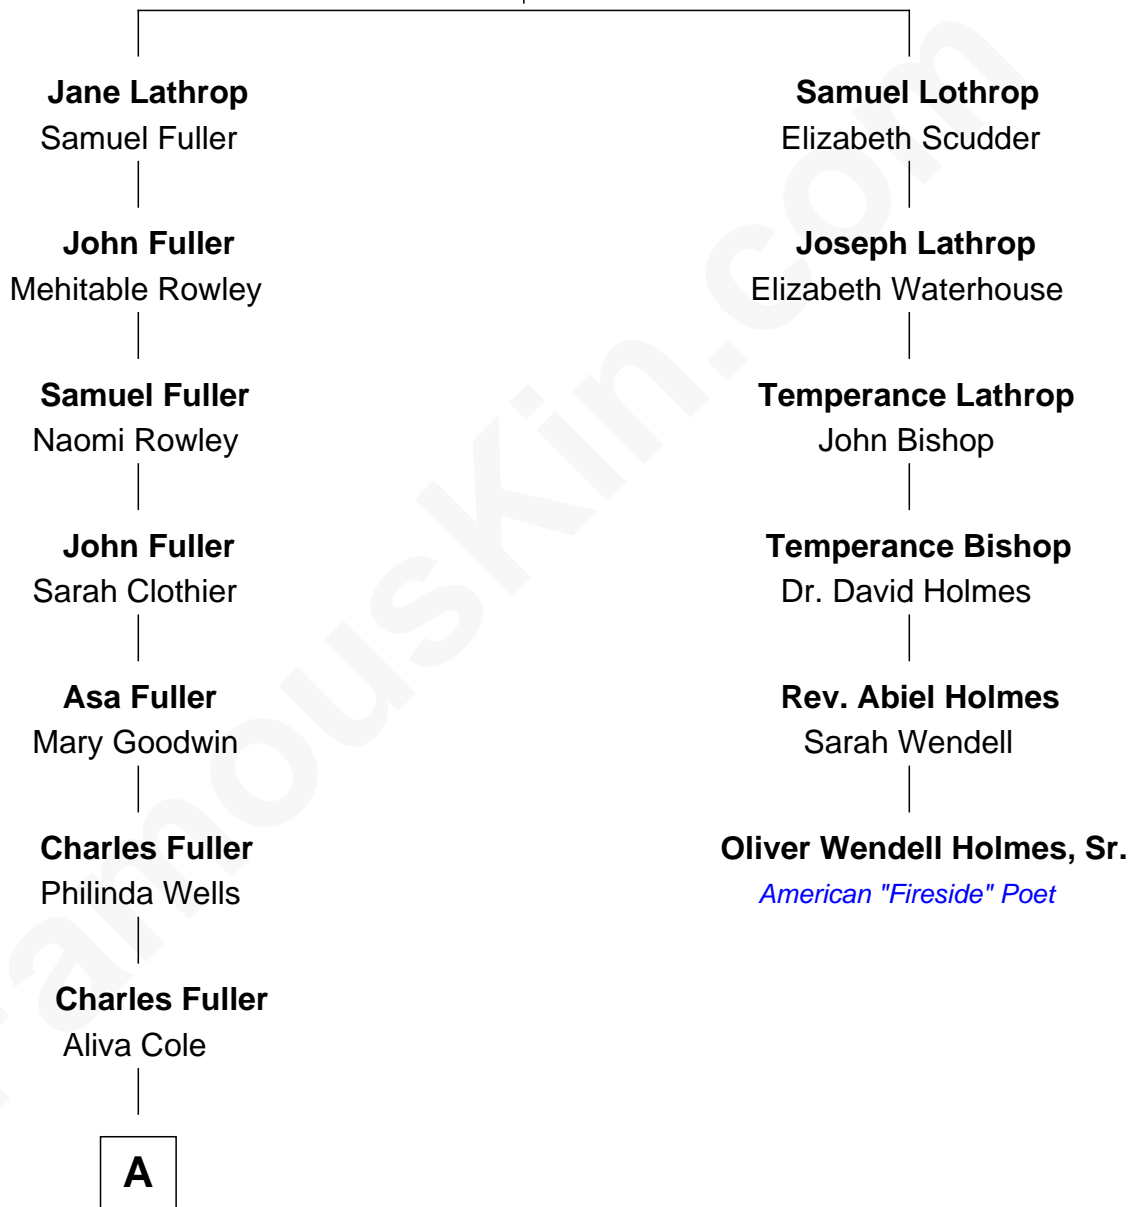 Jane Lathrop
Samuel Fuller
Samuel Lothrop
Elizabeth Scudder
John Fuller
Mehitable Rowley
Joseph Lathrop
Elizabeth Waterhouse
Samuel Fuller
Naomi Rowley
Temperance Lathrop
John Bishop
John Fuller
Sarah Clothier
Temperance Bishop
Dr. David Holmes
Asa Fuller
Mary Goodwin
Rev. Abiel Holmes
Sarah Wendell
Charles Fuller
Philinda Wells
Oliver Wendell Holmes, Sr.
American "Fireside" Poet
Charles Fuller
Aliva Cole
A
FamousKin.com